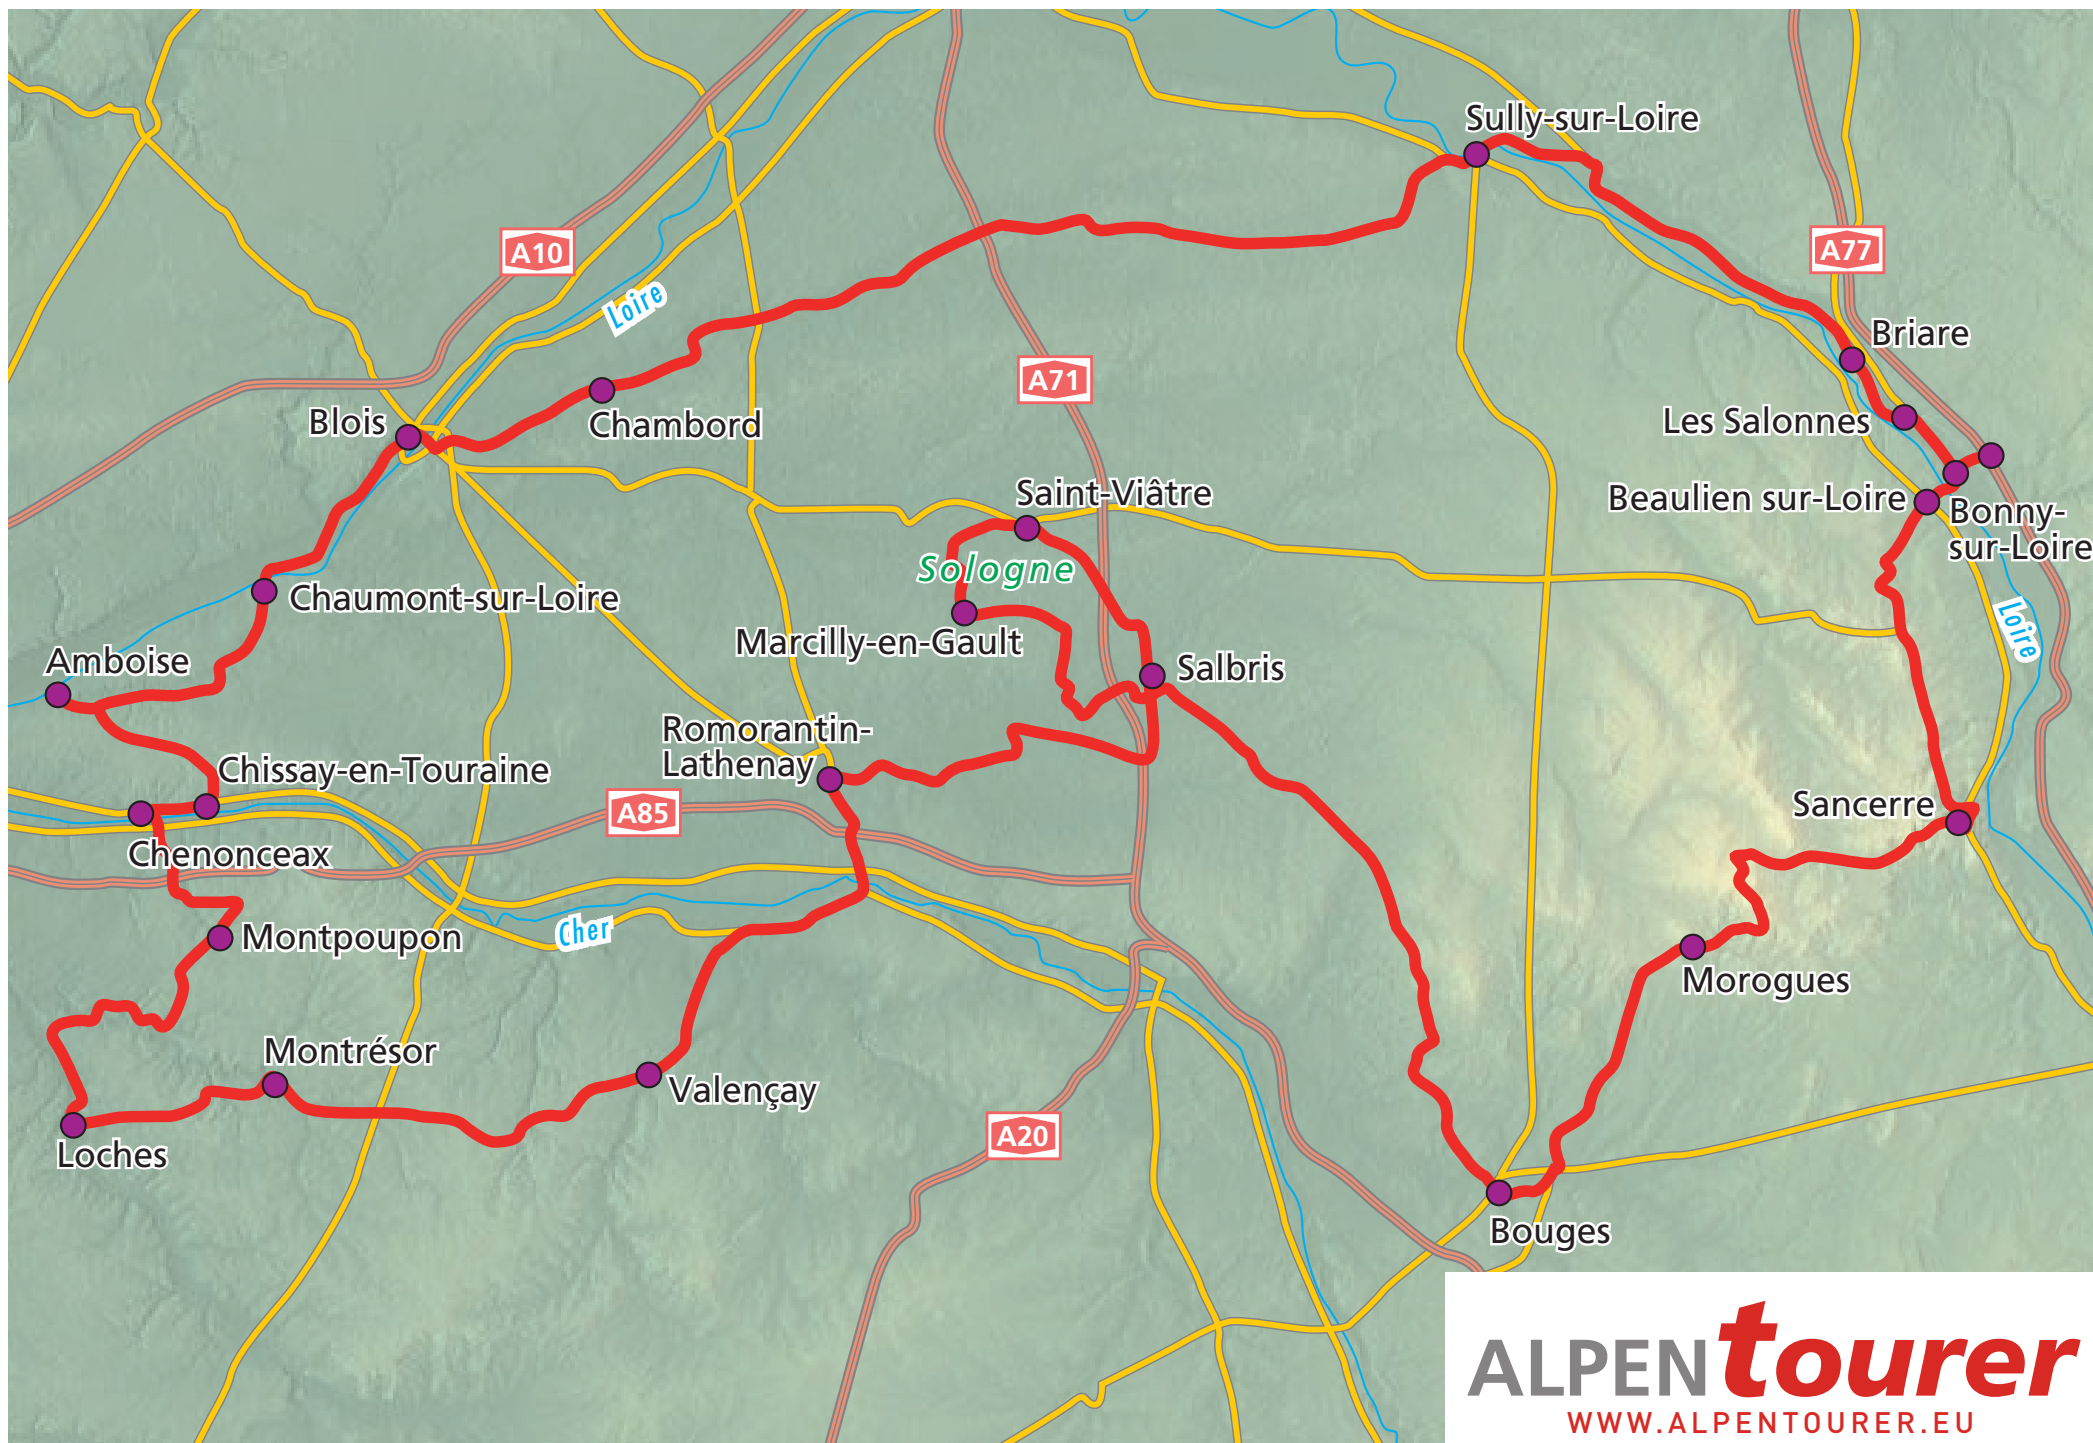 Sully-sur-Loire
A10
A77
Loire
Briare
A71
Blois
Chambord
Les Salonnes
Saint-Viâtre
Beaulien sur-Loire
Bonny-
sur-Loire
Sologne
Chaumont-sur-Loire
Loire
Marcilly-en-Gault
Amboise
Salbris
Romorantin-
Lathenay
Chissay-en-Touraine
A85
Sancerre
Chenonceax
Cher
Montpoupon
Morogues
Montrésor
Valençay
A20
Loches
Bouges
ALPENtourer
WWW.ALPENTOURER.EU